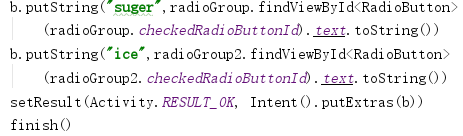 b.putString("suger",radioGroup.findViewById<RadioButton>
(radioGroup.checkedRadioButtonId).text.toString())
b.putString("ice",radioGroup2.findViewById<RadioButton>
(radioGroup2.checkedRadioButtonId).text.toString())
setResult(Activity.RESULT_OK, Intent().putExtras(b))
finish()